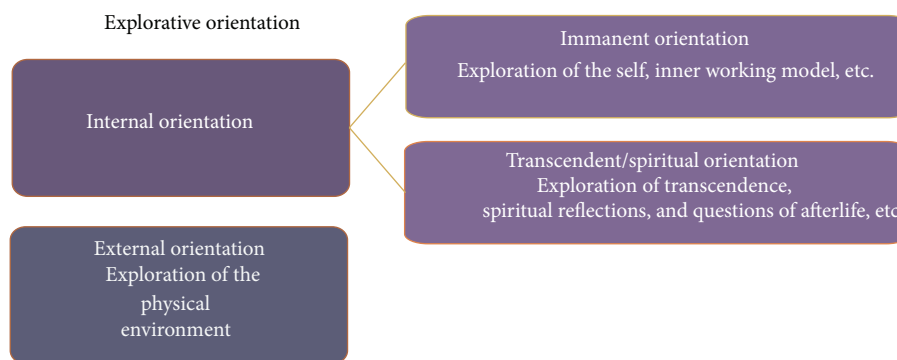 Explorative orientation
Internal orientation
Immanent orientation
Exploration of the self, inner working model, etc.
Transcendent/spiritual orientation
Exploration of transcendence,
spiritual reflections, and questions of afterlife, etc
External orientation
Exploration of the
physical
environment